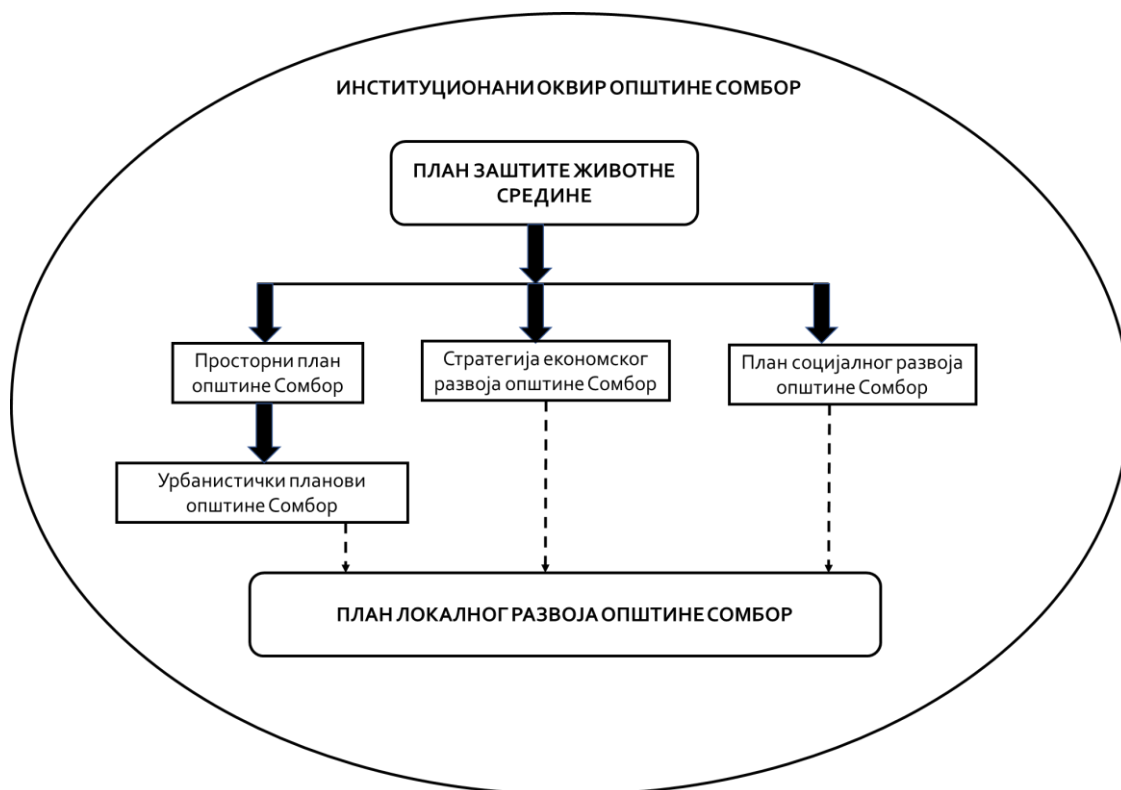 ИНСТИТУЦИОНАНИ ОКВИР ОПШТИНЕ СОМБОР
ПЛАН ЗАШТИТЕ ЖИВОТНЕ
СРЕДИНЕ
Просторни план
општине Сомбор
Стратегија економског
развоја општине Сомбор
План социјалног развоја
општине Сомбор
Урбанистички планови
општине Сомбор
ПЛАН ЛОКАЛНОГ РАЗВОЈА ОПШТИНЕ СОМБОР